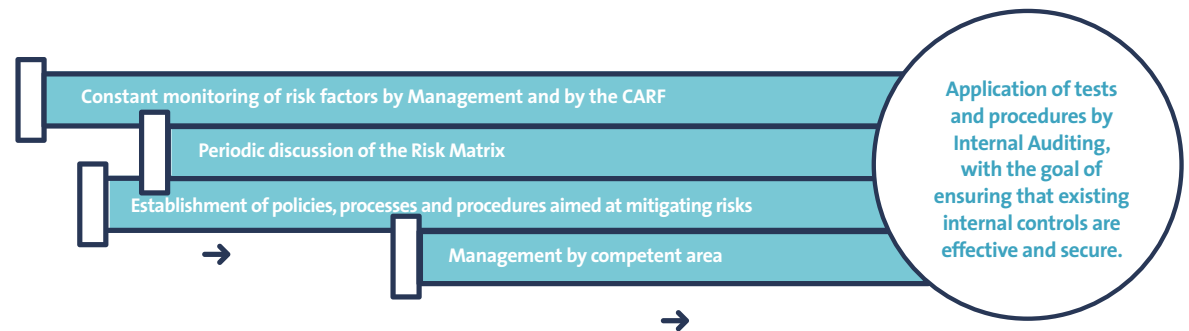 Constant monitoring of risk factors by Management and by the CARF
Periodic discussion of the Risk Matrix
Establishment of policies, processes and procedures aimed at mitigating risks
Management by competent area
Application of tests
and procedures by
Internal Auditing,
with the goal of
ensuring that existing
internal controls are
effective and secure.